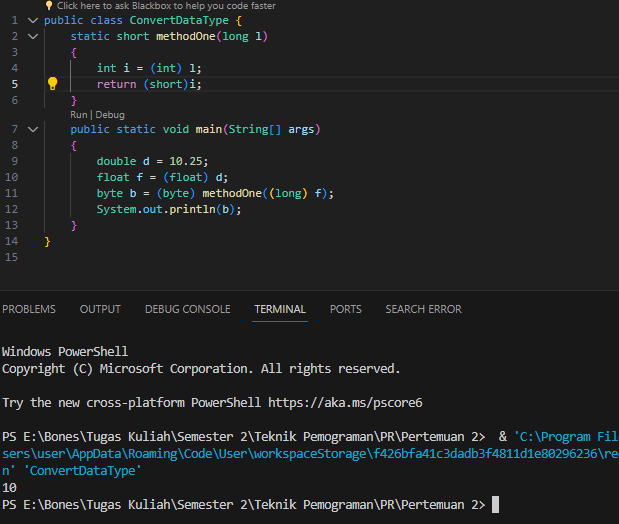 Click here to ask Blackbox to help you code faster
1 public class ConvertDataType {
2 static short methodOne(long l)
3 {
4 int i = (int) l;
5 return (short)i;
6 }
Run | Debug
7 public static void main(String[] args)
8 {
9 double d = 10.25;
10 float f = (float) d;
11 byte b = (byte) methodOne((long) f);
12 System.out.println(b);
13 }
14 }
15
PROBLEMS OUTPUT DEBUG CONSOLE TERMINAL PORTS SEARCH ERROR
Windows PowerShell
Copyright (C) Microsoft Corporation. All rights reserved.
Try the new cross-platform PowerShell https://aka.ms/pscore6
PS E:\Bones\Tugas Kuliah\Semester 2\Teknik Pemograman\PR\Pertemuan 2> & 'C:\Program Fil
sers\user\AppData\Roaming\Code\User\workspaceStorage\f426bfa41c3dadb3f4811d1e80296236\re
n' 'ConvertDataType'
10
PS E:\Bones\Tugas Kuliah\Semester 2\Teknik Pemograman\PR\Pertemuan 2>